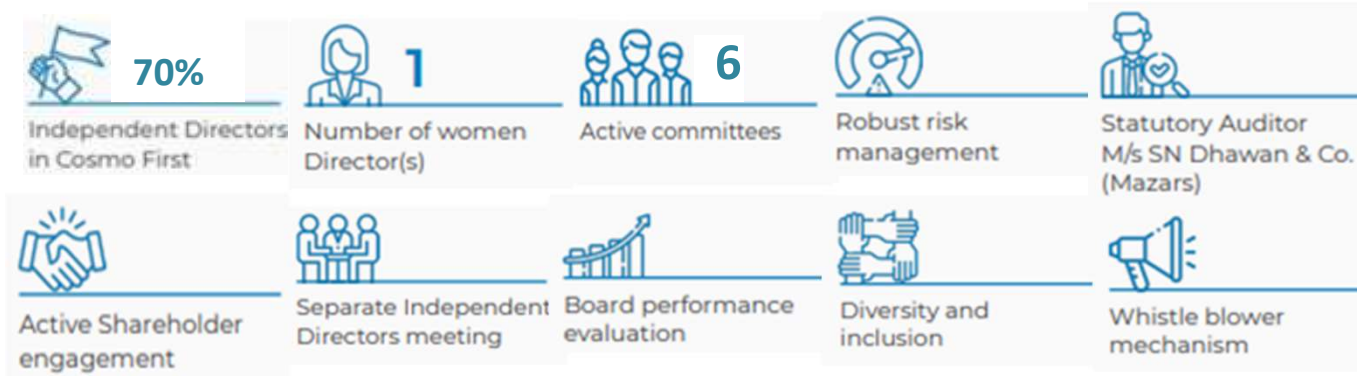 70%
Independent Directors
in Cosmo First
1
Number of women
Director(s)
6
Active committees
Robust risk
management
Statutory Auditor
M/s SN Dhawan & Co.
(Mazars)
Active Shareholder
engagement
Separate Independent
Directors meeting
Board performance
evaluation
Diversity and
inclusion
Whistle blower
mechanism